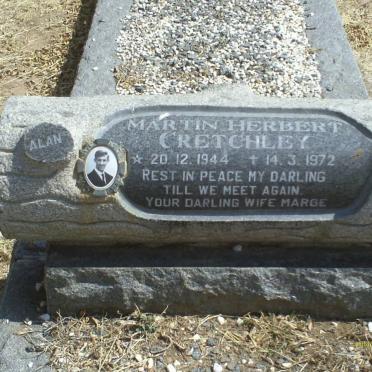 ALAN
MARTIN HERBERT
CRETCHLEY
☆ 20.12.1944 + 14.3.1972
REST IN PEACE MY DARLING
TILL WE MEET AGAIN.
YOUR DARLING WIFE MARGE